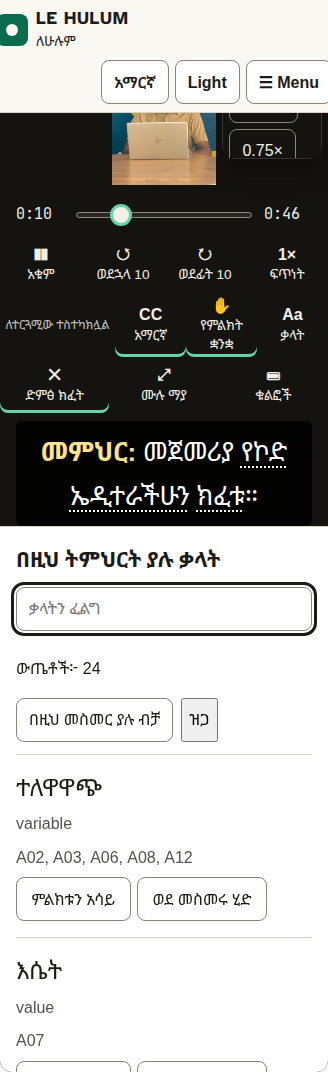 LE HULUM
ለሁሉም
አማርኛ
Light
☰ Menu
0.75×
0:10
0:46
አቁም
ወደኋላ 10
ወደፊት 10
1×
ፍጥነት
ለተርጓሚው ተስተካክሏል
CC
አማርኛ
የምልክት
ቋንቋ
Aa
ቃላት
ድምፅ ክፈት
ሙሉ ማያ
ቁልፎች
መምህር: መጀመሪያ የኮድ
ኤዲተራችሁን ክፈቱ።
በዚህ ትምህርት ያሉ ቃላት
ቃላትን ፈልግ
ውጤቶች፦ 24
በዚህ መስመር ያሉ ብቻ
ዝጋ
ተለዋዋጭ
variable
A02, A03, A06, A08, A12
ምልክቱን አሳይ
ወደ መስመሩ ሂድ
እሴት
value
A07